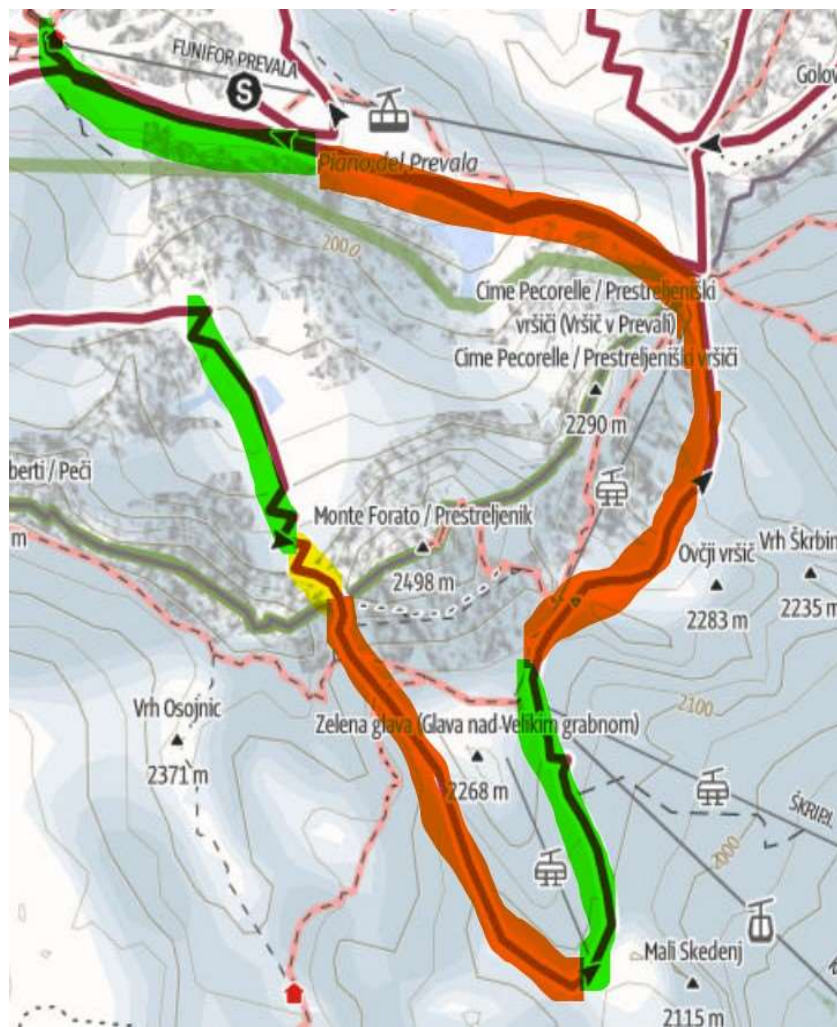 FUNIFOR PREVALA
S
Golov
Piano del Prevala
2000
Cime Pecorelle / Prestreljeniški
vršiči (Vršič v Prevali)
Cime Pecorelle / Prestreljeniški vršiči
2290 m
berti / Peči
m
Monte Forato / Prestreljenik
2498 m
Ovčji vršič
2283 m
Vrh Škrbin
2235 m
2100
Vrh Osojnic
2371 m
Zelena glava (Glava nad Velikim grabnom)
2268 m
ŠKRIPI
2000
Mali Skedenj
2115 m